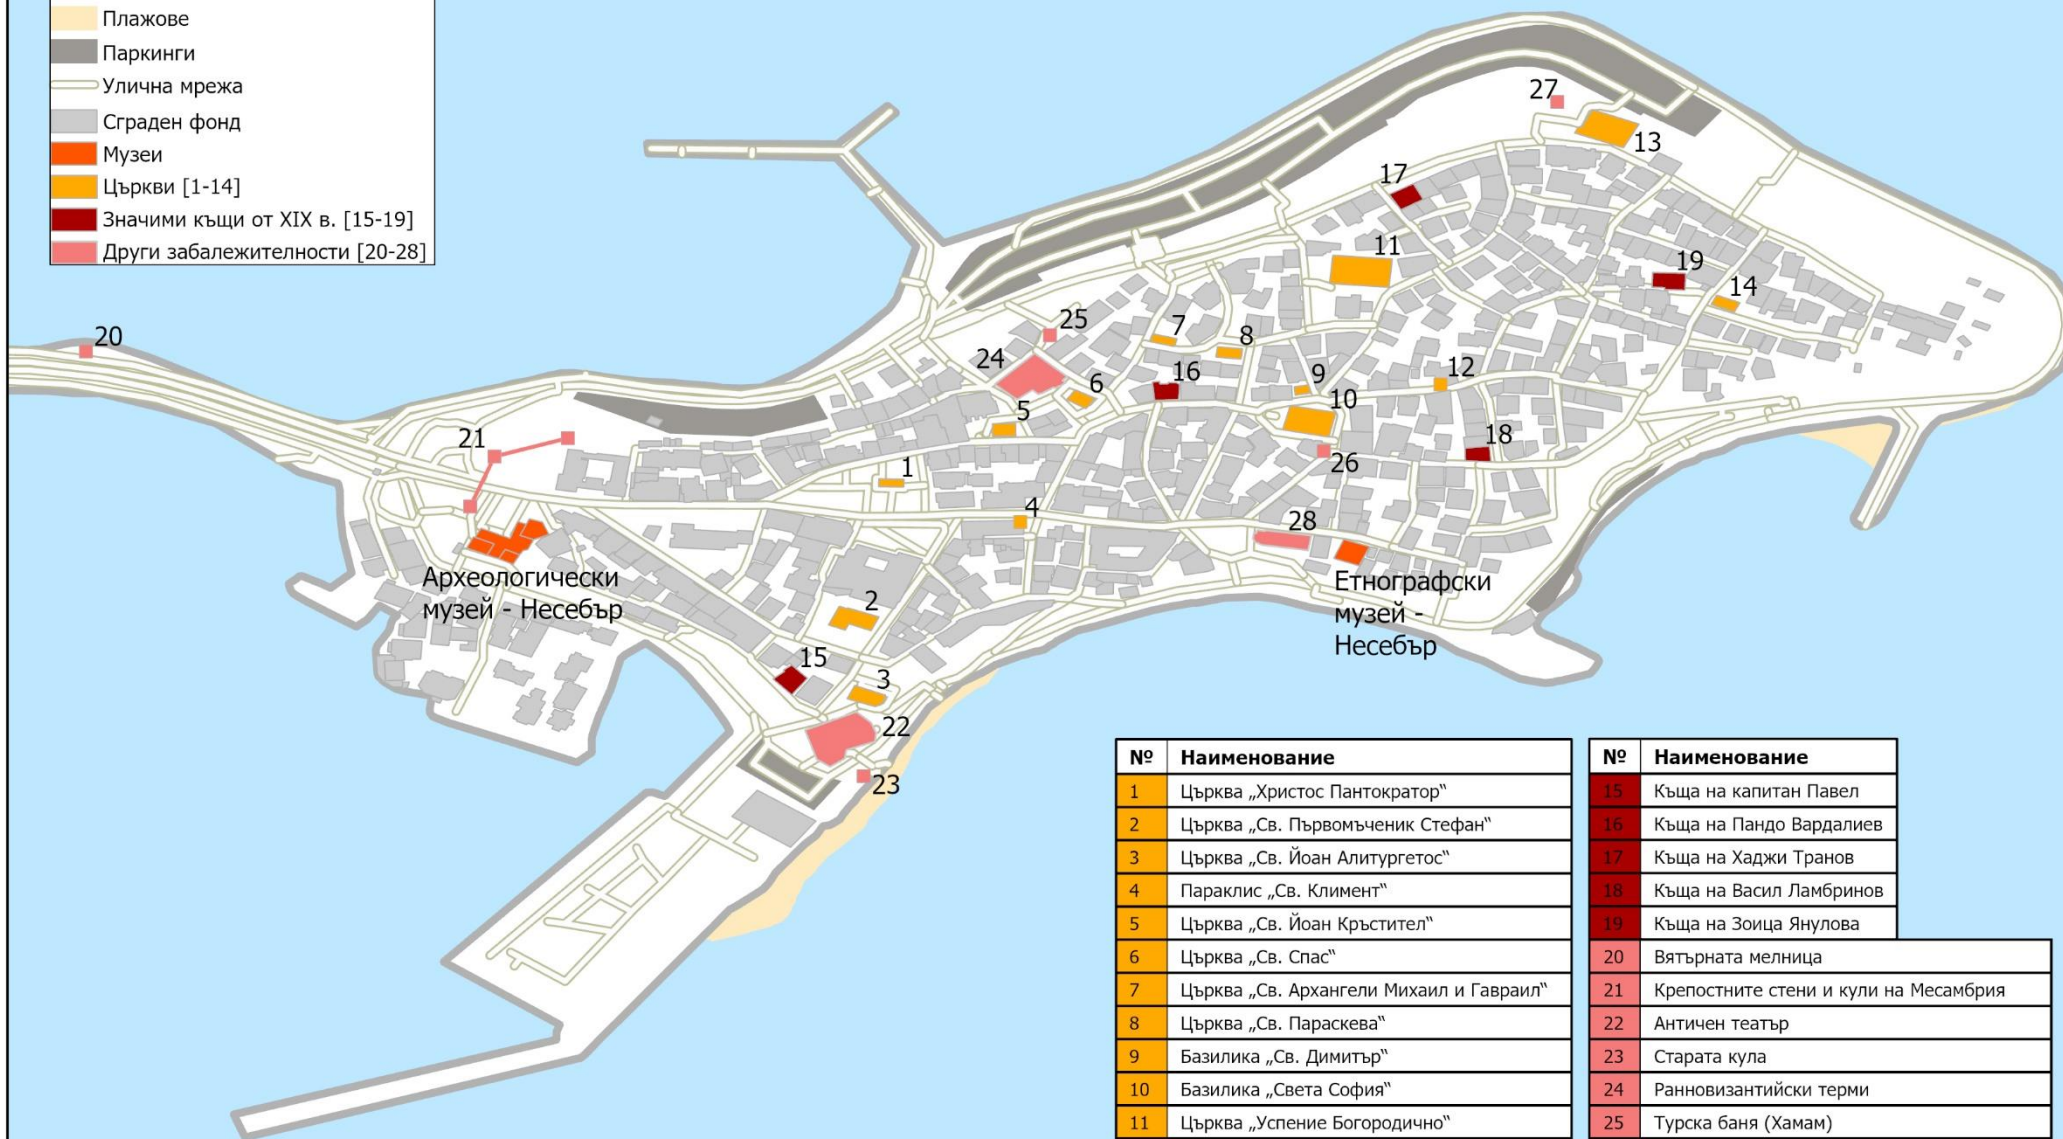 Плажове
Паркинги
Улична мрежа
Сграден фонд
Музеи
Църкви [1-14]
Значими къщи от XIX в. [15-19]
Други забалежителности [20-28]
27
13
17
11
19
14
20
25
7
8
24
16
6
9
12
5
10
21
18
1
26
4
28
Археологически
музей - Несебър
Етнографски
музей -
Несебър
2
15
3
22
23
№ Наименование
1 Църква „Христос Пантократор“
2 Църква „Св. Първомъченик Стефан“
3 Църква „Св. Йоан Алитургетос“
4 Параклис „Св. Климент“
5 Църква „Св. Йоан Кръстител“
6 Църква „Св. Спас“
7 Църква „Св. Архангели Михаил и Гавраил“
8 Църква „Св. Параскева“
9 Базилика „Св. Димитър“
10 Базилика „Света София“
11 Църква „Успение Богородично“
№ Наименование
15 Къща на капитан Павел
16 Къща на Пандо Вардалиев
17 Къща на Хаджи Транов
18 Къща на Васил Ламбринов
19 Къща на Зоица Янулова
20 Вятърната мелница
21 Крепостните стени и кули на Месамбрия
22 Античен театър
23 Старата кула
24 Ранновизантийски терми
25 Турска баня (Хамам)